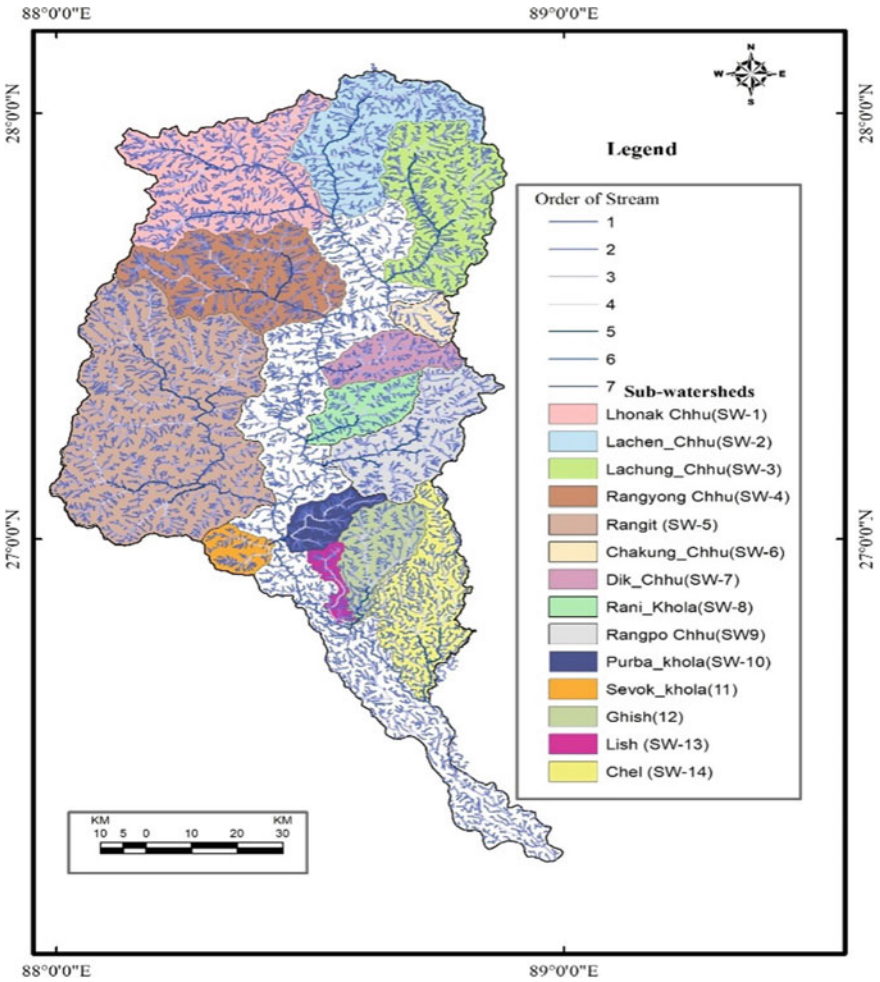 88°0'0"E 89°0'0"E
28°0'0"N 28°0'0"N
N
W E
S
Legend
Order of Stream
1
2
3
4
5
6
7
Sub-watersheds
Lhonak Chhu(SW-1)
Lachen_Chhu(SW-2)
Lachung_Chhu(SW-3)
Rangyong Chhu(SW-4)
Rangit (SW-5)
Chakung_Chhu(SW-6)
Dik_Chhu(SW-7)
Rani_Khola(SW-8)
Rangpo Chhu(SW9)
Purba_khola(SW-10)
Sevok_khola(11)
Ghish(12)
Lish (SW-13)
Chel (SW-14)
27°0'0"N 27°0'0"N
KM KM
10 5 0 10 20 30
88°0'0"E 89°0'0"E